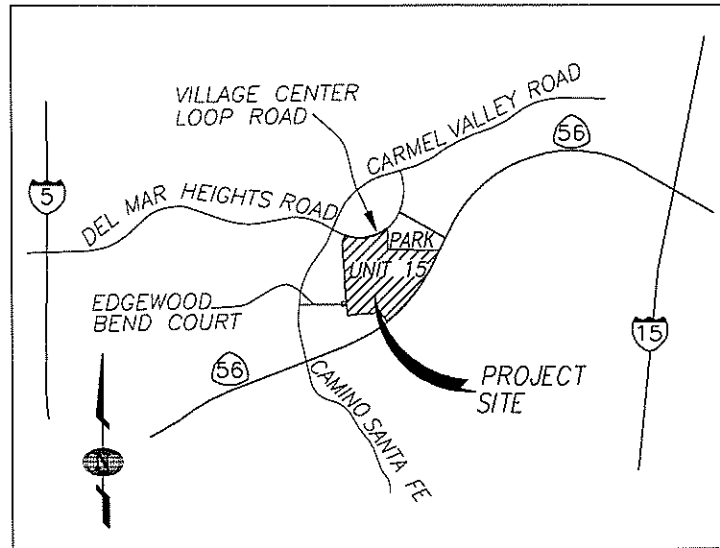 VILLAGE CENTER
LOOP ROAD
CARMEL VALLEY ROAD
56
5
DEL MAR HEIGHTS ROAD
PARK
UNIT 15
EDGEWOOD
BEND COURT
15
56
CAMINO SANTA FE
PROJECT
SITE
N